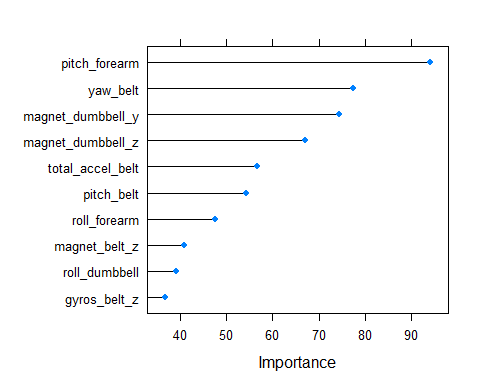 pitch_forearm
yaw_belt
magnet_dumbbell_y
magnet_dumbbell_z
total_accel_belt
pitch_belt
roll_forearm
magnet_belt_z
roll_dumbbell
gyros_belt_z
40 50 60 70 80 90
Importance